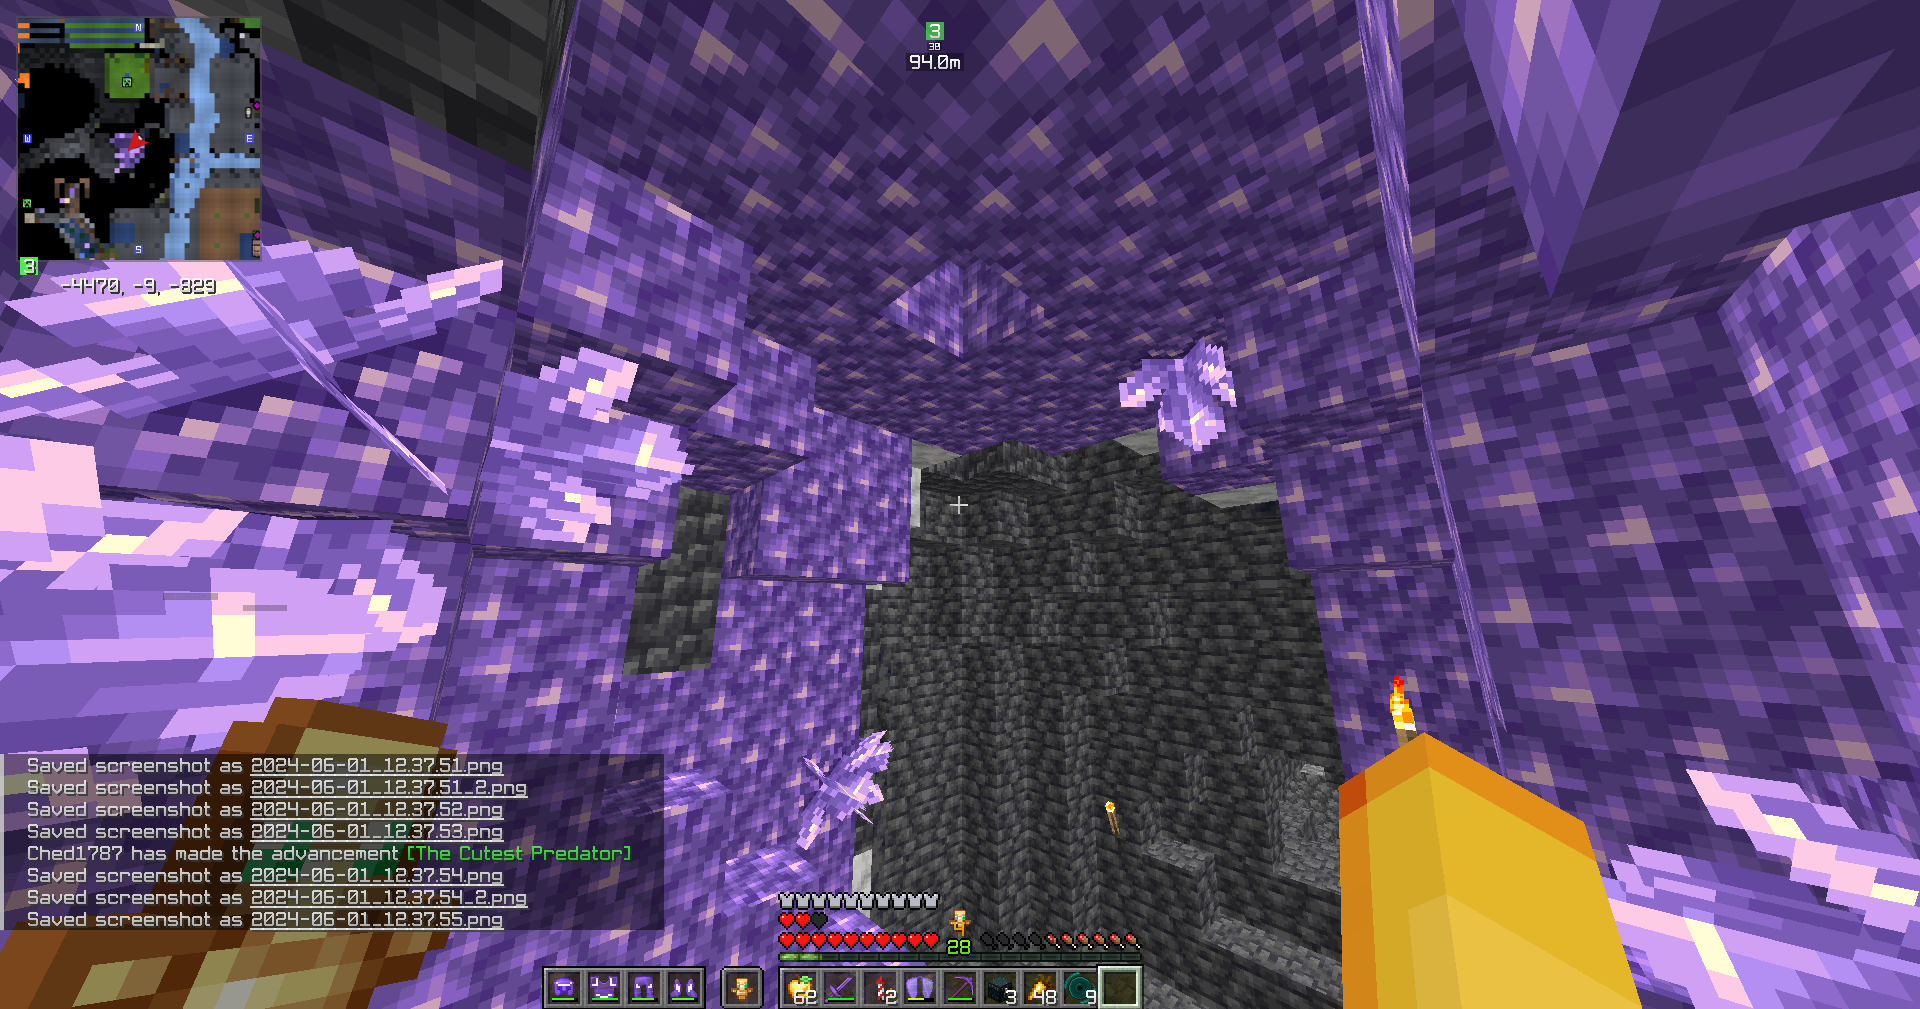 N
W
E
S
3
-4470, -9, -829
3
30
94.0m
Saved screenshot as 2024-06-01_12.37.51.png
Saved screenshot as 2024-06-01_12.37.51_2.png
Saved screenshot as 2024-06-01_12.37.52.png
Saved screenshot as 2024-06-01_12.37.53.png
Ched1787 has made the advancement [The Cutest Predator]
Saved screenshot as 2024-06-01_12.37.54.png
Saved screenshot as 2024-06-01_12.37.54_2.png
Saved screenshot as 2024-06-01_12.37.55.png
28
62 2 3 48 9